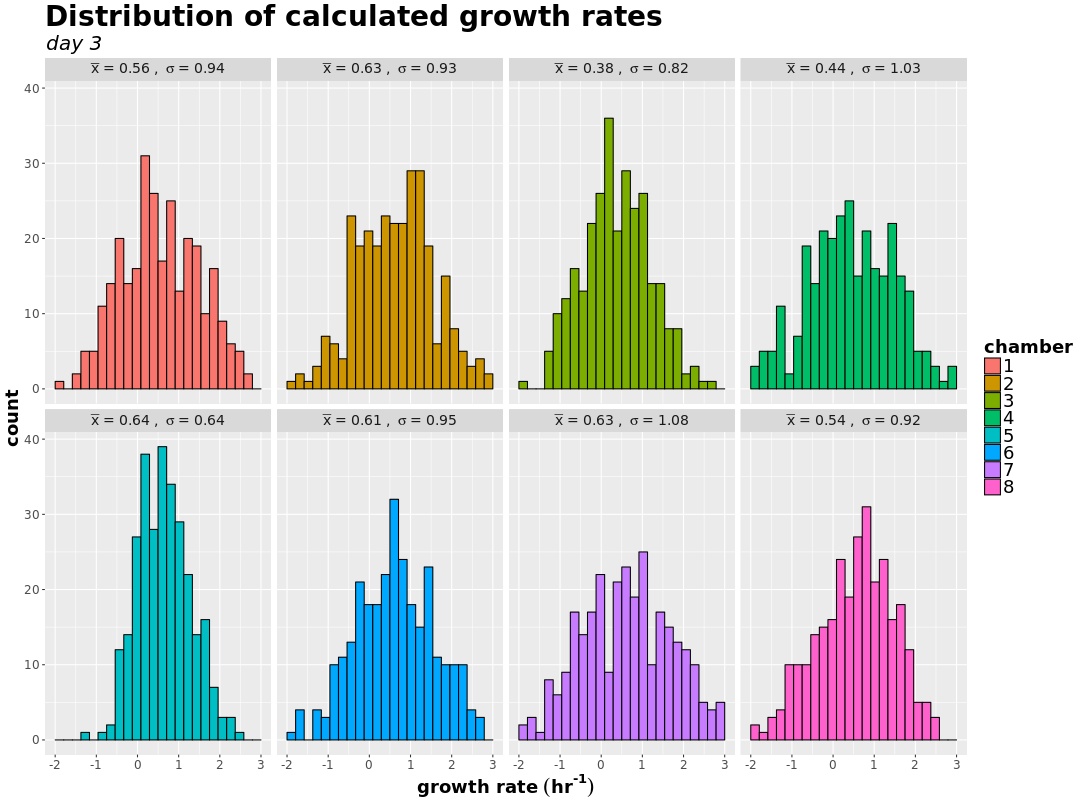 Distribution of calculated growth rates
day 3
x̅ = 0.56 , σ = 0.94
x̅ = 0.63 , σ = 0.93
x̅ = 0.38 , σ = 0.82
x̅ = 0.44 , σ = 1.03
40
30
20
10
0
x̅ = 0.64 , σ = 0.64
x̅ = 0.61 , σ = 0.95
x̅ = 0.63 , σ = 1.08
x̅ = 0.54 , σ = 0.92
40
30
20
10
0
-2 -1 0 1 2 3
-2 -1 0 1 2 3
-2 -1 0 1 2 3
-2 -1 0 1 2 3
count
growth rate (hr⁻¹)
chamber
1
2
3
4
5
6
7
8